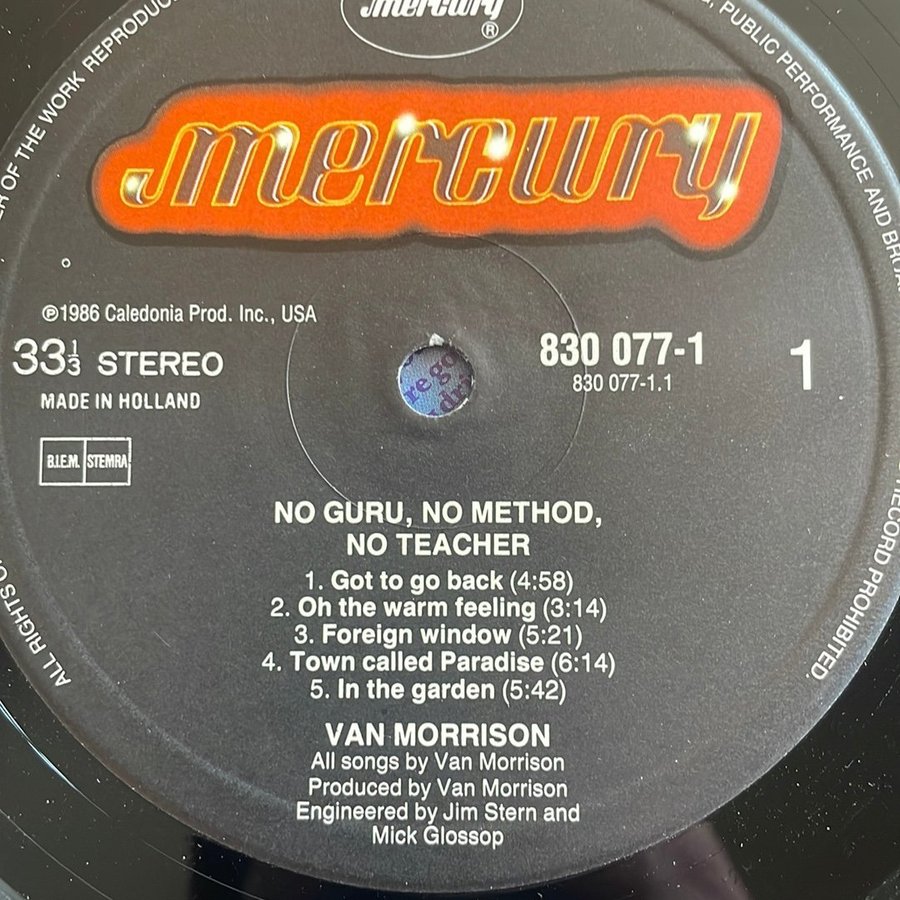 mercury
®
mercury
ER OF THE WORK REPRODUC
PUBLIC PERFORMANCE AND
RECORD PROHIBITED.
ALL RIGHTS
℗1986 Caledonia Prod. Inc., USA
33⅓ STEREO
MADE IN HOLLAND
B.I.E.M. STEMRA
830 077-1
830 077-1.1
1
NO GURU, NO METHOD,
NO TEACHER
1. Got to go back (4:58)
2. Oh the warm feeling (3:14)
3. Foreign window (5:21)
4. Town called Paradise (6:14)
5. In the garden (5:42)
VAN MORRISON
All songs by Van Morrison
Produced by Van Morrison
Engineered by Jim Stern and
Mick Glossop